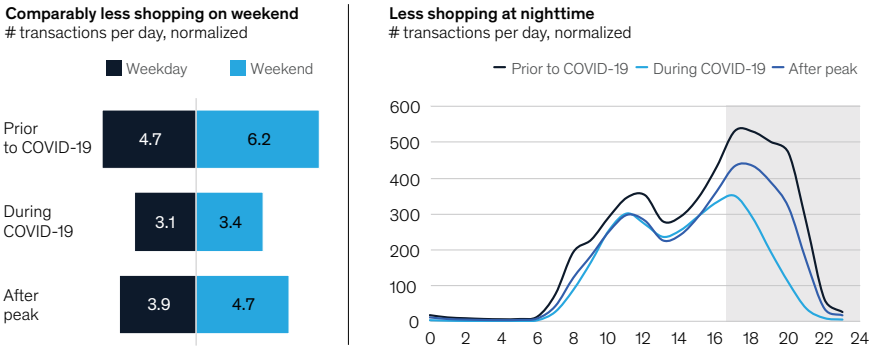 Comparably less shopping on weekend
# transactions per day, normalized
Weekday
Weekend
Prior
to COVID-19
4.7
6.2
During
COVID-19
3.1
3.4
After
peak
3.9
4.7
Less shopping at nighttime
# transactions per day, normalized
Prior to COVID-19
During COVID-19
After peak
600
500
400
300
200
100
0
0 2 4 6 8 10 12 14 16 18 20 22 24